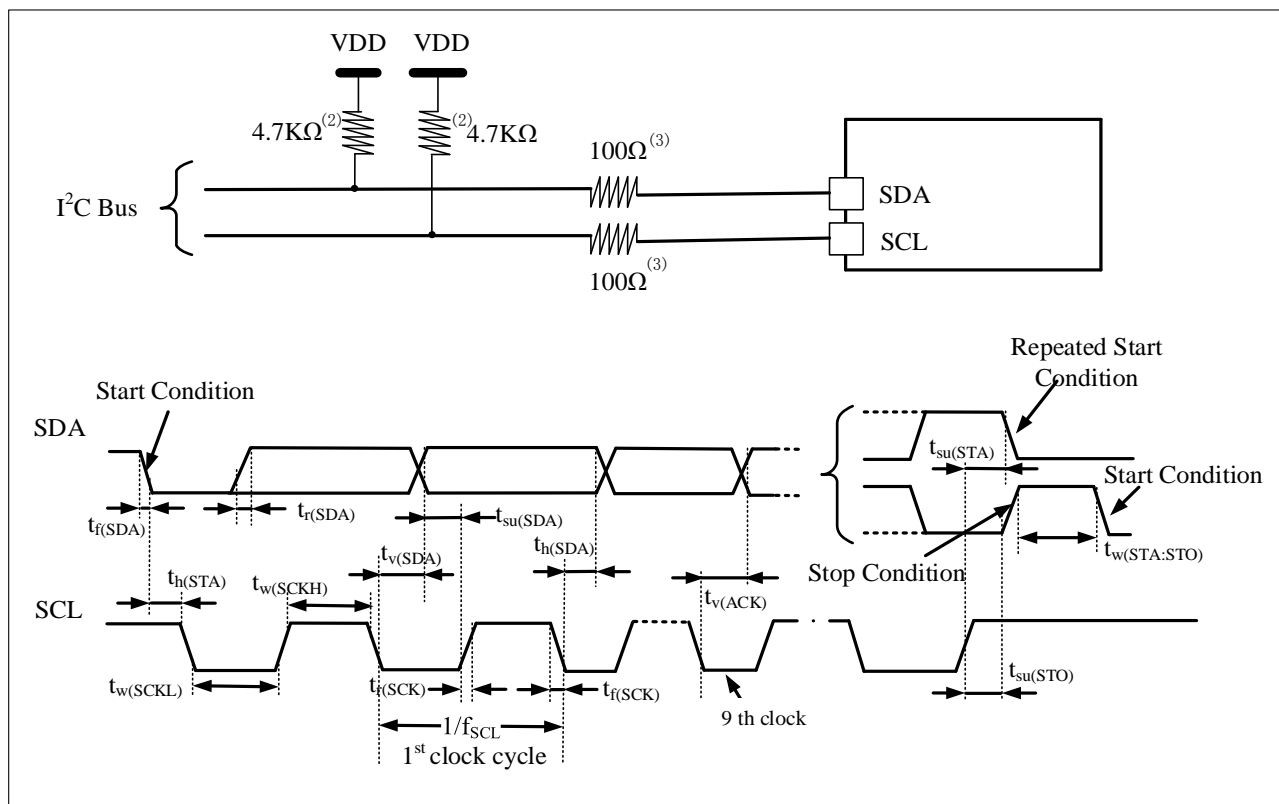 VDD VDD
4.7KΩ(2) (2)4.7KΩ
100Ω(3)
I2C Bus
SDA
SCL
100Ω(3)
Repeated Start
Condition
Start Condition
SDA
tsu(STA)
Start Condition
tf(SDA)
tr(SDA)
tsu(SDA)
tv(SDA)
th(SDA)
tw(STA:STO)
Stop Condition
th(STA)
tw(SCKH)
tv(ACK)
SCL
tw(SCKL)
tr(SCK)
tf(SCK)
tsu(STO)
9 th clock
1/fSCL
1st clock cycle